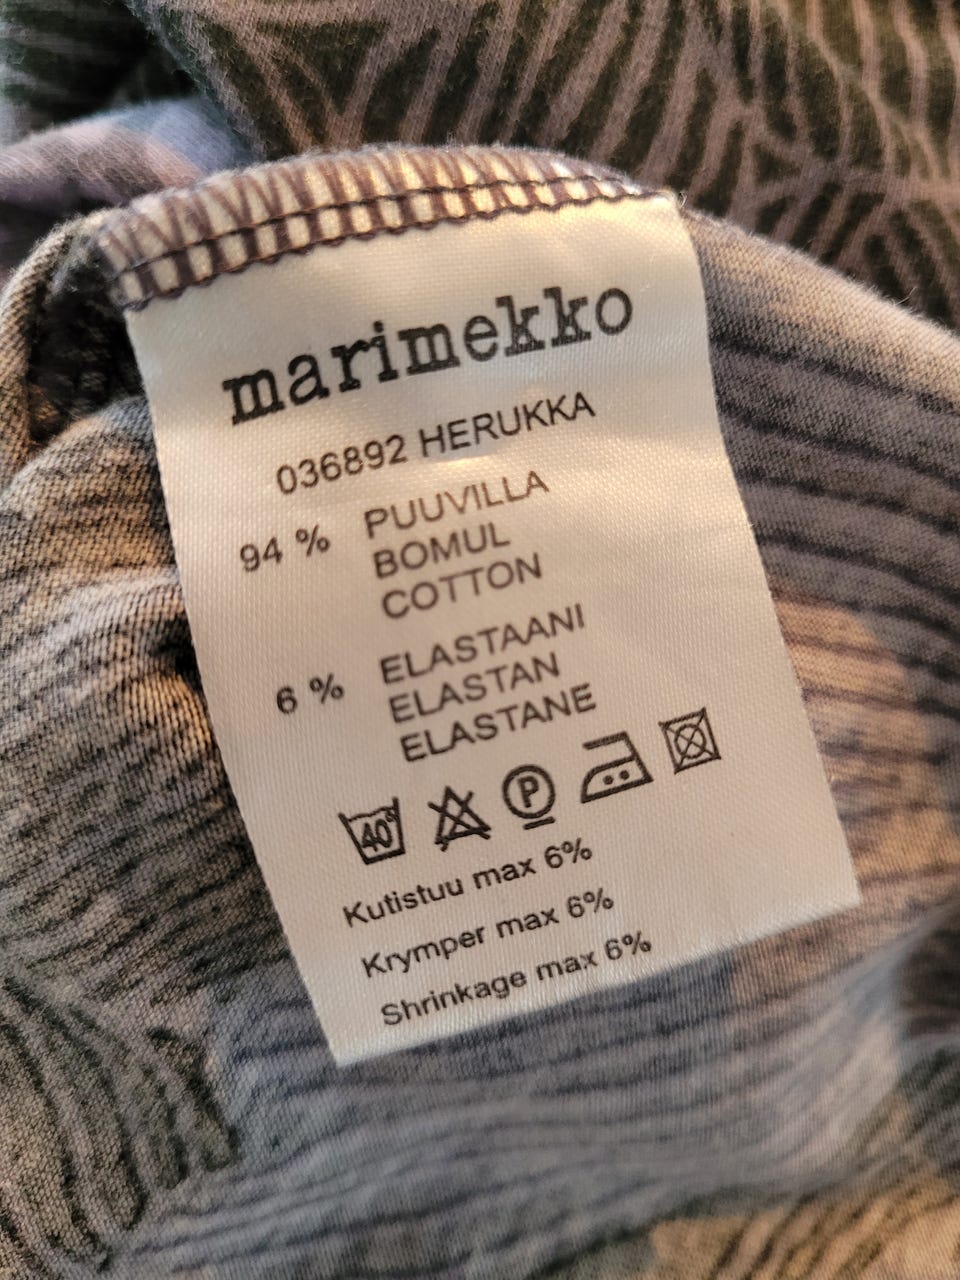 marimekko
036892 HERUKKA
94 % PUUVILLA
BOMUL
COTTON
6 % ELASTAANI
ELASTAN
ELASTANE
40° P
Kutistuu max 6%
Krymper max 6%
Shrinkage max 6%